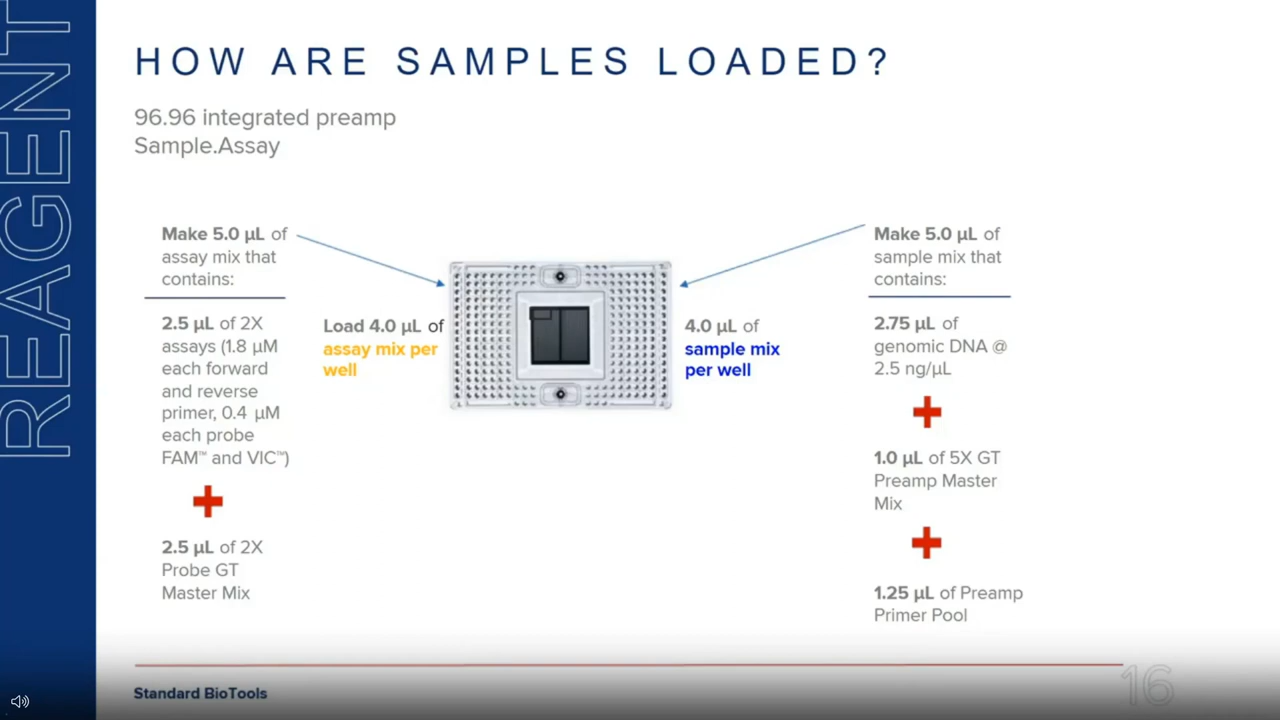 REAGENT
HOW ARE SAMPLES LOADED?
96.96 integrated preamp
Sample.Assay
Make 5.0 µL of
assay mix that
contains:
2.5 µL of 2X
assays (1.8 µM
each forward
and reverse
primer, 0.4 µM
each probe
FAM™ and VIC™)
2.5 µL of 2X
Probe GT
Master Mix
Load 4.0 µL of
assay mix per
well
4.0 µL of
sample mix
per well
Make 5.0 µL of
sample mix that
contains:
2.75 µL of
genomic DNA @
2.5 ng/µL
1.0 µL of 5X GT
Preamp Master
Mix
1.25 µL of Preamp
Primer Pool
Standard BioTools
16